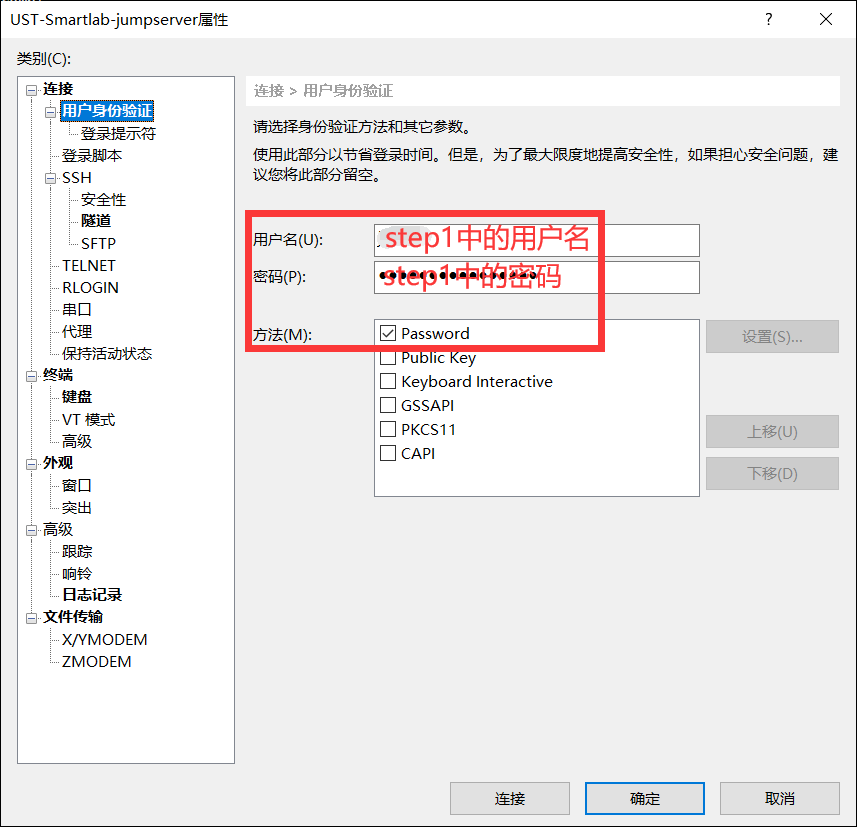 UST-Smartlab-jumpserver属性
类别(C):
连接
用户身份验证
登录提示符
登录脚本
SSH
安全性
隧道
SFTP
TELNET
RLOGIN
串口
代理
保持活动状态
终端
键盘
VT 模式
高级
外观
窗口
突出
高级
跟踪
响铃
日志记录
文件传输
X/YMODEM
ZMODEM
连接 > 用户身份验证
请选择身份验证方法和其它参数。
使用此部分以节省登录时间。但是，为了最大限度地提高安全性，如果担心安全问题，建
议您将此部分留空。
用户名(U):
step1中的用户名
密码(P):
step1中的密码
方法(M):
Password
Public Key
Keyboard Interactive
GSSAPI
PKCS11
CAPI
设置(S)...
上移(U)
下移(D)
连接
确定
取消